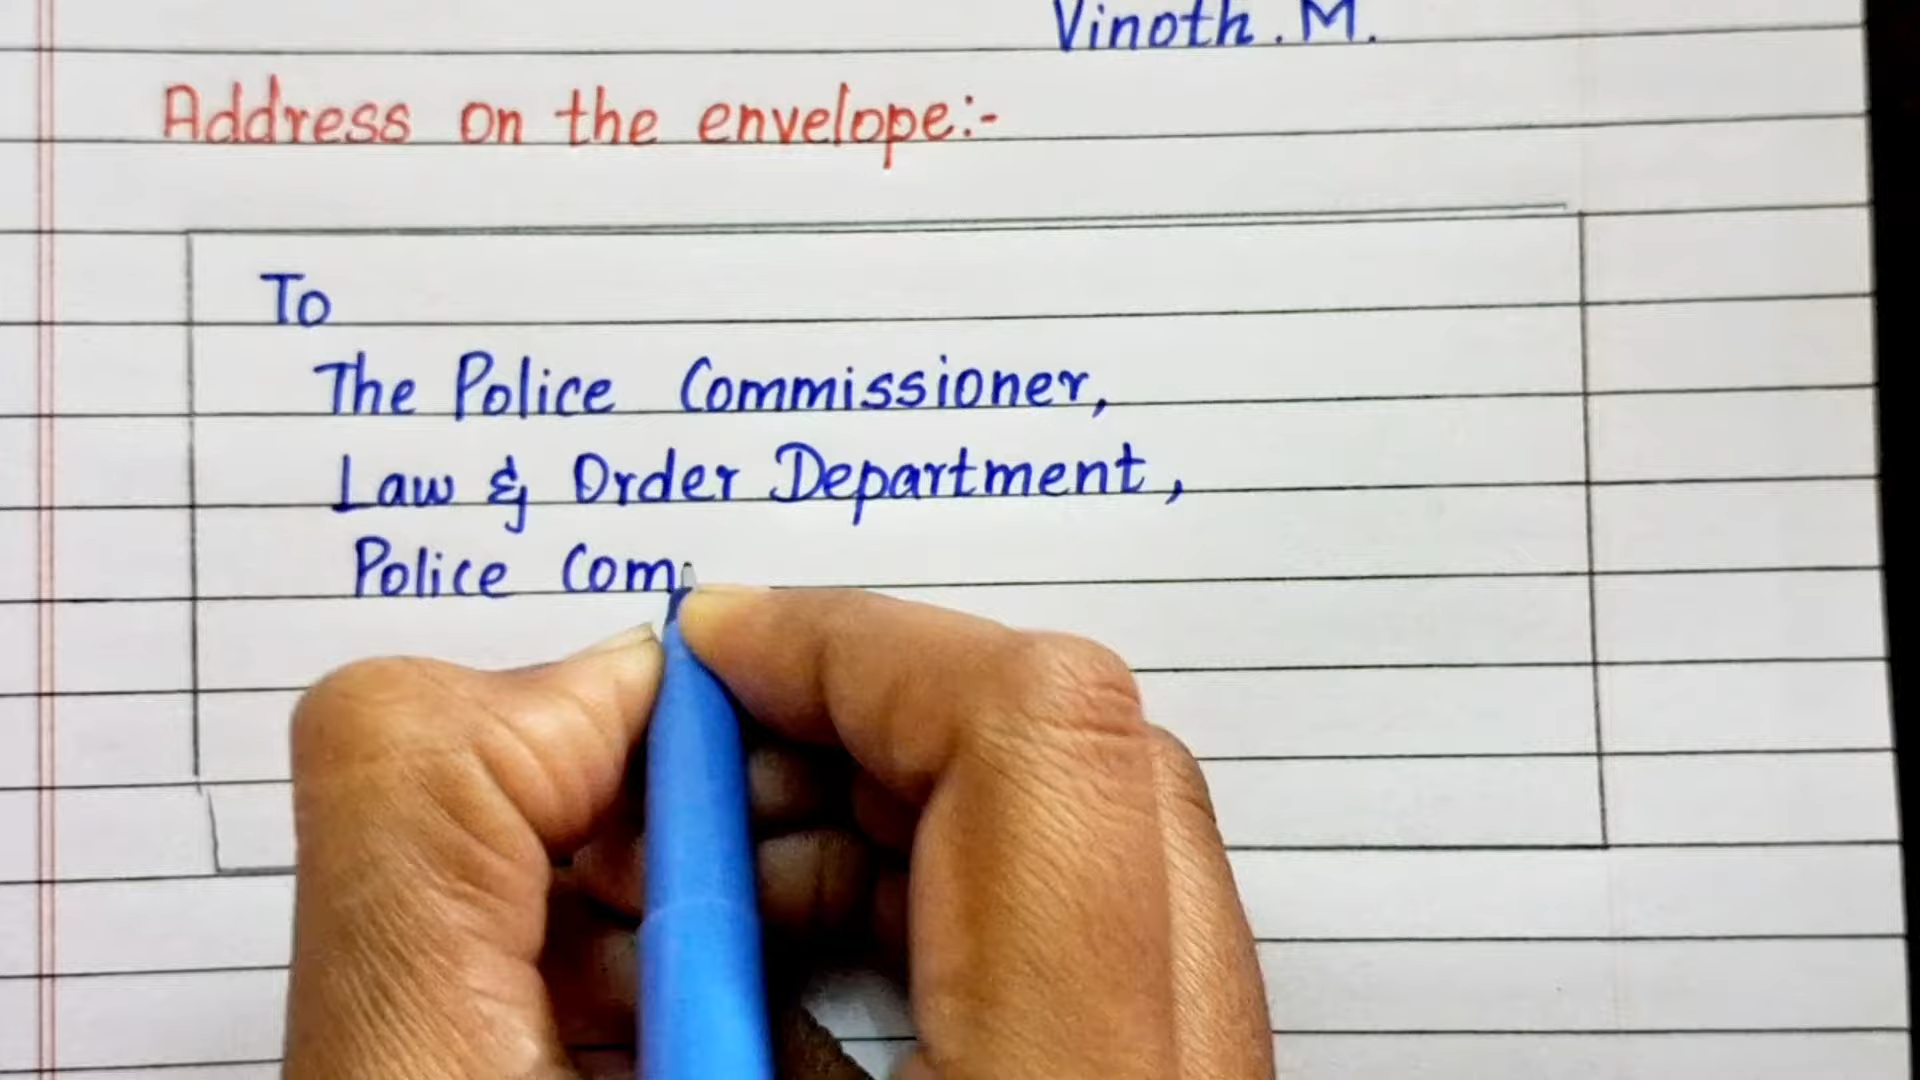 Vinoth. M.
Address on the envelope:-
To
The Police Commissioner,
Law & Order Department,
Police Com